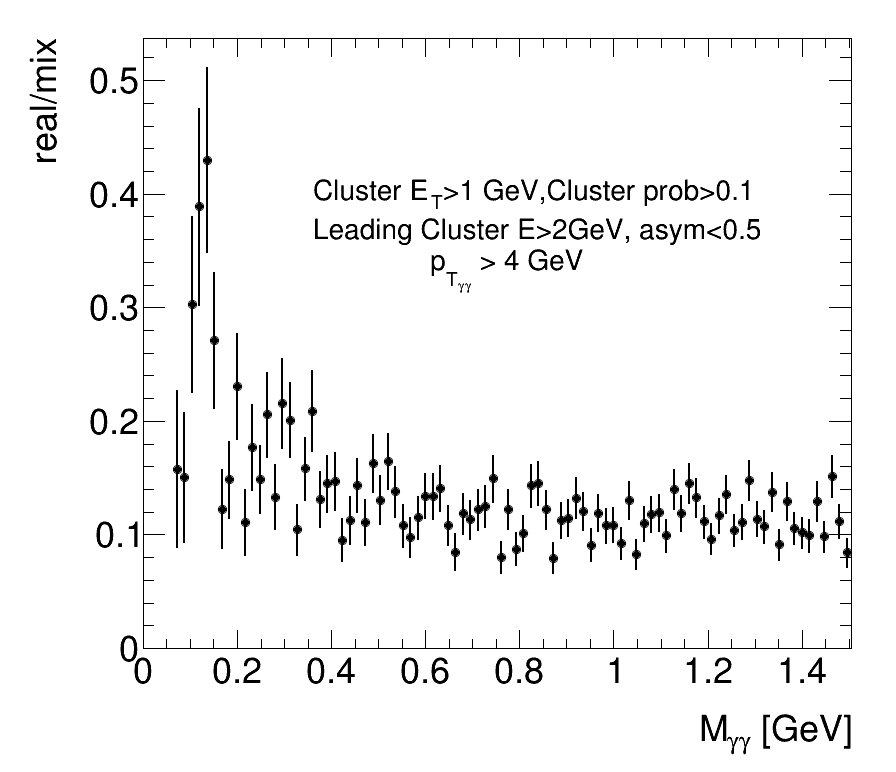 real/mix
0.5
Cluster E_T>1 GeV,Cluster prob>0.1
0.4
Leading Cluster E>2GeV, asym<0.5
p_Tγγ > 4 GeV
0.3
0.2
0.1
0
0 0.2 0.4 0.6 0.8 1 1.2 1.4
M_γγ [GeV]